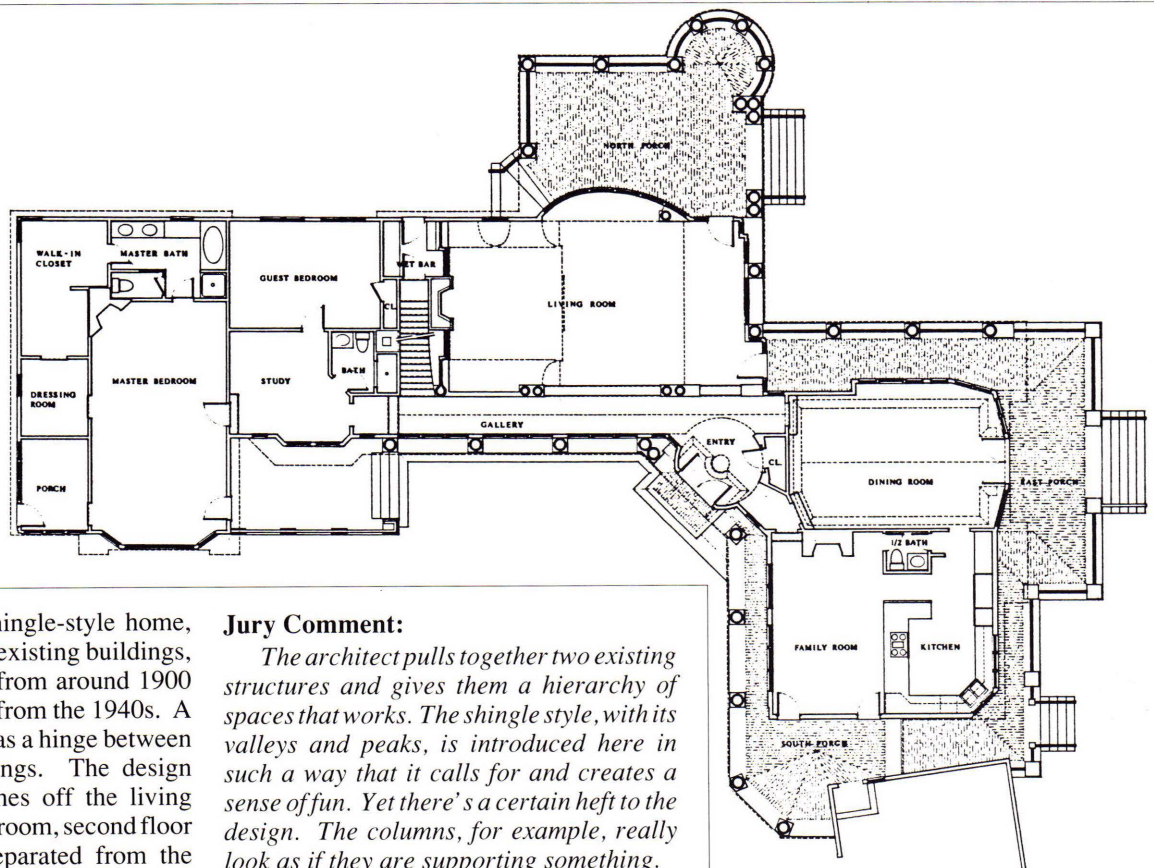 NORTH PORCH
WALK-IN
CLOSET
MASTER BATH
GUEST BEDROOM
WET BAR
CL.
LIVING ROOM
MASTER BEDROOM
DRESSING
ROOM
STUDY
BATH
GALLERY
ENTRY
CL.
DINING ROOM
EAST PORCH
PORCH
1/2 BATH
FAMILY ROOM
KITCHEN
SOUTH PORCH
hingle-style home,
existing buildings,
from around 1900
from the 1940s. A
as a hinge between
ings. The design
hes off the living
room, second floor
eparated from the
Jury Comment:
The architect pulls together two existing
structures and gives them a hierarchy of
spaces that works. The shingle style, with its
valleys and peaks, is introduced here in
such a way that it calls for and creates a
sense of fun. Yet there's a certain heft to the
design. The columns, for example, really
look as if they are supporting something.